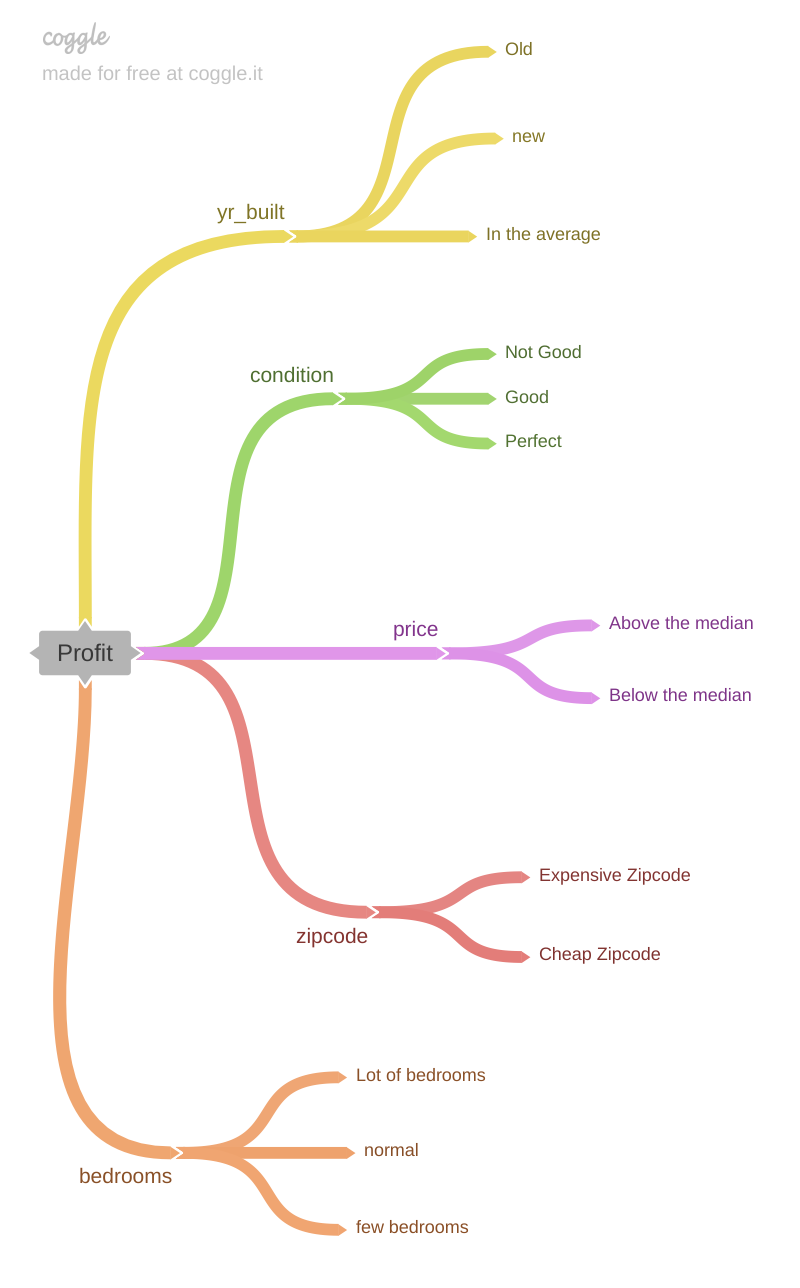 coggle
made for free at coggle.it
Old
new
yr_built
In the average
Not Good
condition
Good
Perfect
Profit
price
Above the median
Below the median
Expensive Zipcode
zipcode
Cheap Zipcode
Lot of bedrooms
normal
bedrooms
few bedrooms